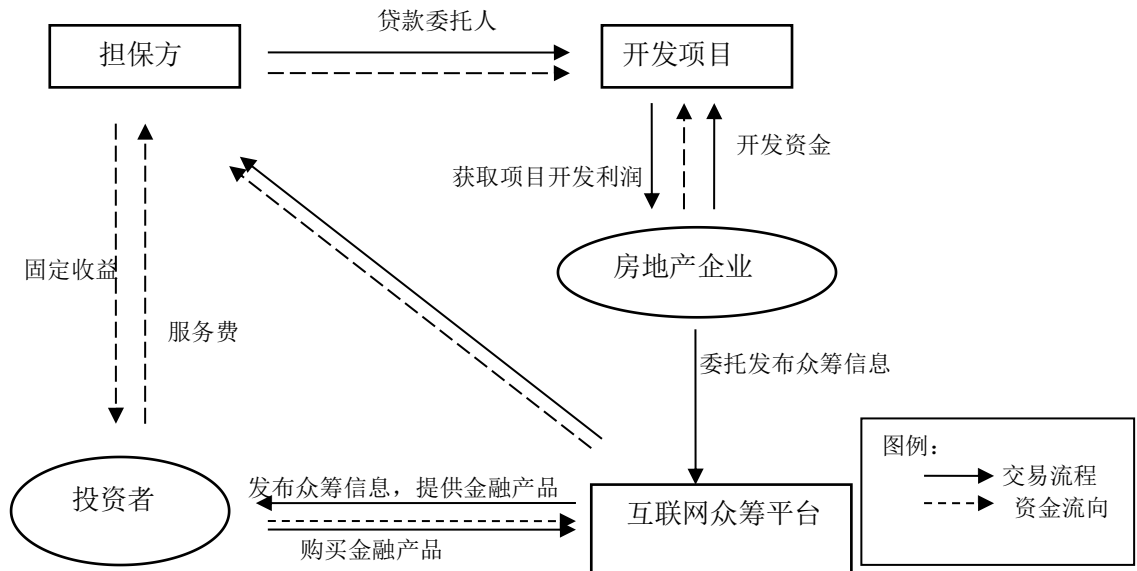 贷款委托人
担保方
开发项目
开发资金
获取项目开发利润
固定收益
房地产企业
服务费
委托发布众筹信息
图例：
交易流程
资金流向
投资者
发布众筹信息，提供金融产品
互联网众筹平台
购买金融产品